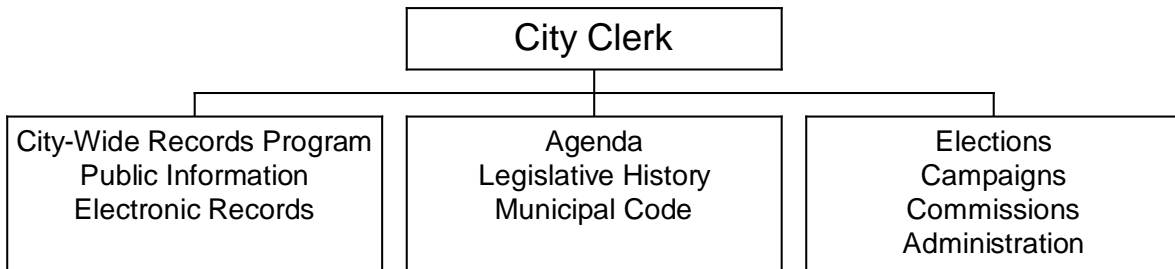 City Clerk
City-Wide Records Program
Public Information
Electronic Records
Agenda
Legislative History
Municipal Code
Elections
Campaigns
Commissions
Administration